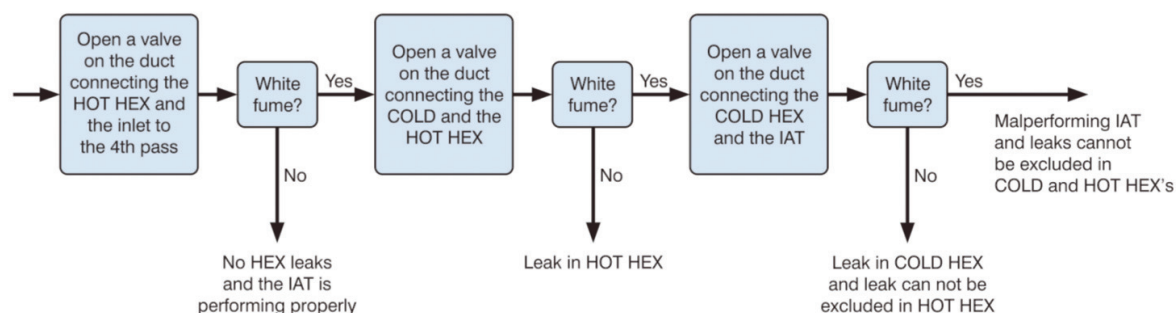 Open a valve
on the duct
connecting the
HOT HEX and
the inlet to
the 4th pass
White
fume?
Yes
No
No HEX leaks
and the IAT is
performing properly
Open a valve
on the duct
connecting the
COLD and the
HOT HEX
White
fume?
Yes
No
Leak in HOT HEX
Open a valve
on the duct
connecting the
COLD HEX
and the IAT
White
fume?
Yes
Malperforming IAT
and leaks cannot
be excluded in
COLD and HOT HEX's
No
Leak in COLD HEX
and leak can not be
excluded in HOT HEX